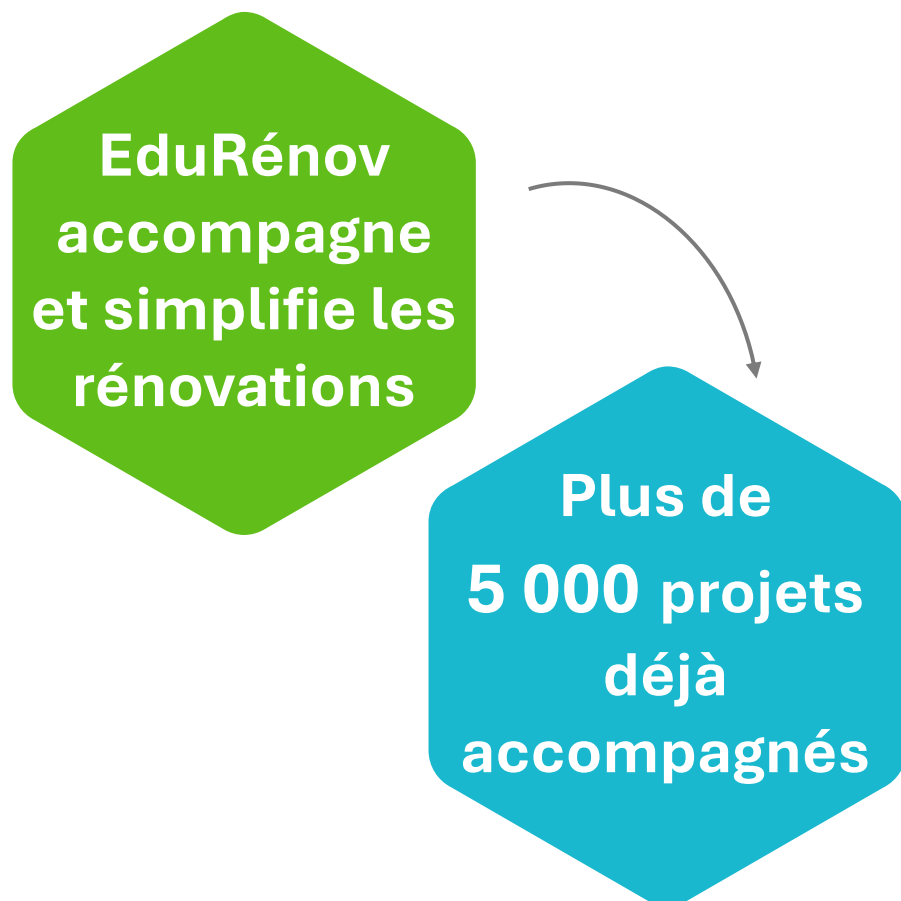 EduRénov
accompagne
et simplifie les
rénovations
Plus de
5 000 projets
déjà
accompagnés